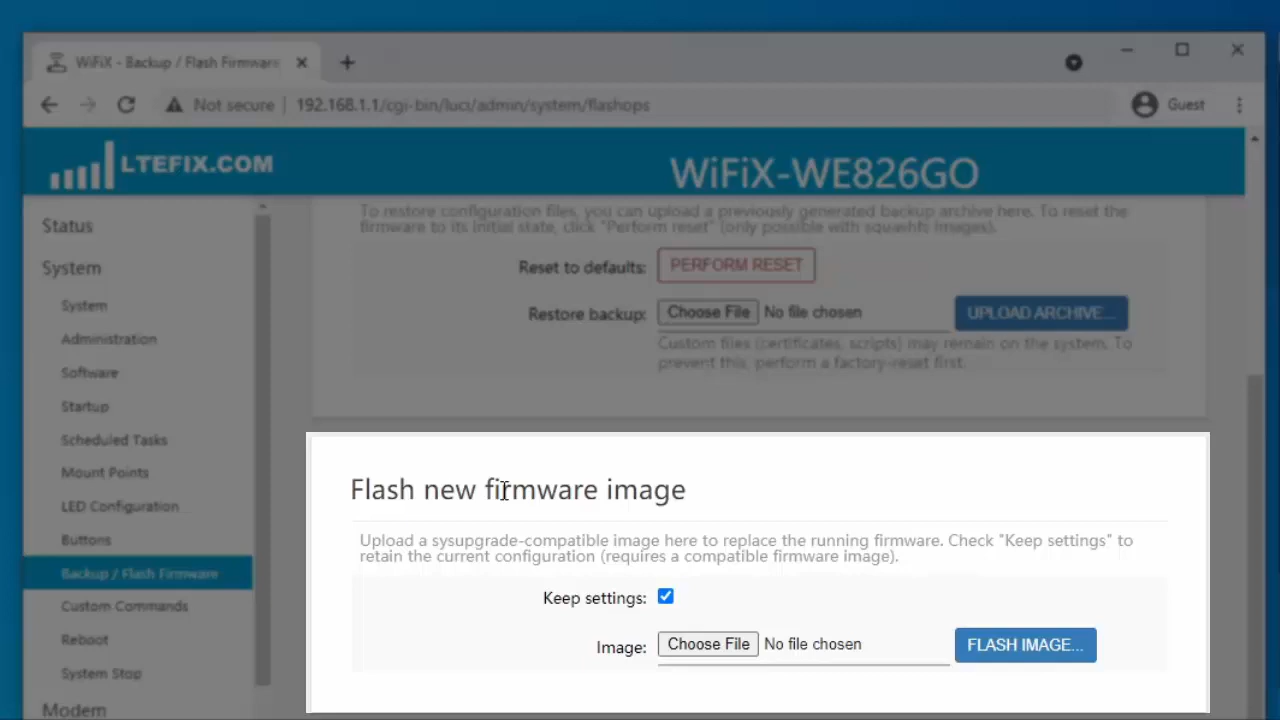 WiFiX - Backup / Flash Firmware
Not secure
192.168.1.1/cgi-bin/luci/admin/system/flashops
Guest
LTEFIX.COM
WiFiX-WE826GO
Status
System
System
Administration
Software
Startup
Scheduled Tasks
Mount Points
LED Configuration
Buttons
Backup / Flash Firmware
Custom Commands
Reboot
System Stop
Modem
To restore configuration files, you can upload a previously generated backup archive here. To reset the
firmware to its initial state, click "Perform reset" (only possible with squashfs images).
Reset to defaults: PERFORM RESET
Restore backup: Choose File No file chosen UPLOAD ARCHIVE...
Custom files (certificates, scripts) may remain on the system. To
prevent this, perform a factory-reset first.
Flash new firmware image
Upload a sysupgrade-compatible image here to replace the running firmware. Check "Keep settings" to
retain the current configuration (requires a compatible firmware image).
Keep settings:
Image: Choose File No file chosen FLASH IMAGE...